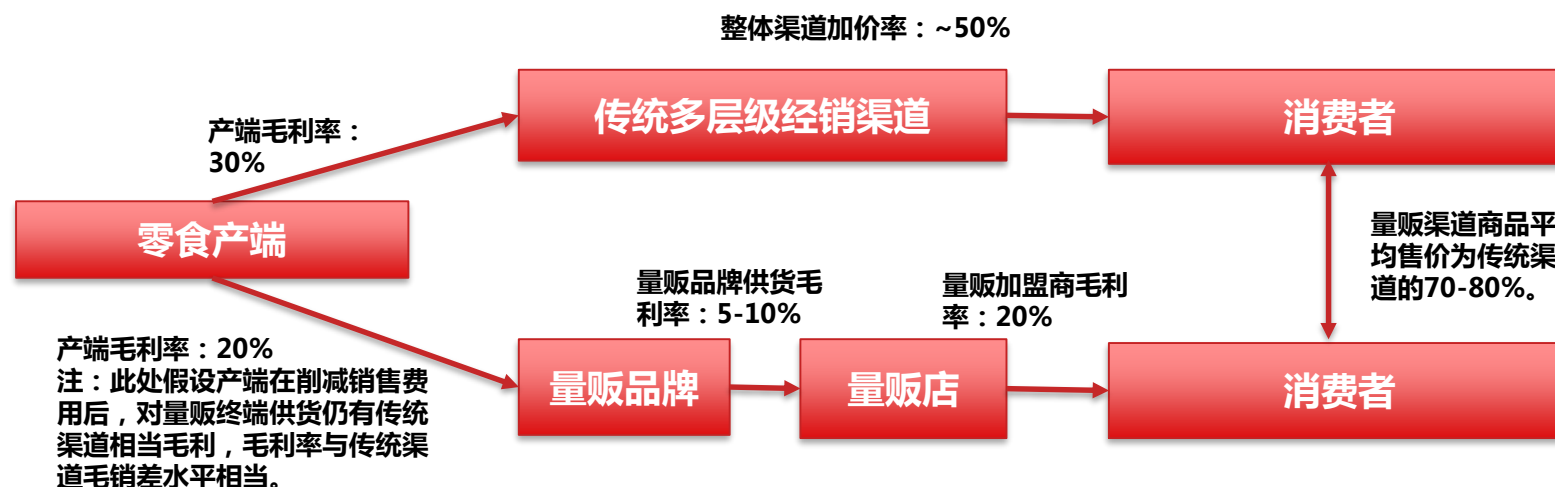 整体渠道加价率：~50%
传统多层级经销渠道
消费者
产端毛利率：
30%
零食产端
量贩渠道商品平
均售价为传统渠
道的70-80%。
量贩品牌供货毛
利率：5-10%
量贩加盟商毛利
率：20%
产端毛利率：20%
注：此处假设产端在削减销售费
用后，对量贩终端供货仍有传统
渠道相当毛利，毛利率与传统渠
道毛销差水平相当。
量贩品牌
量贩店
消费者